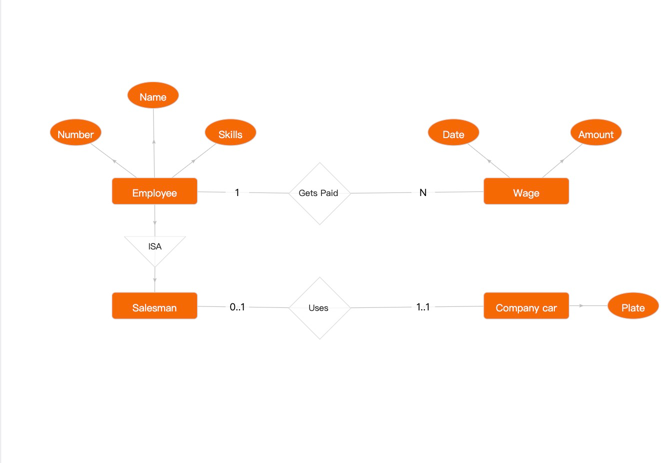 Name
Number
Skills
Date
Amount
Employee
1
Gets Paid
N
Wage
ISA
Salesman
0..1
Uses
1..1
Company car
Plate